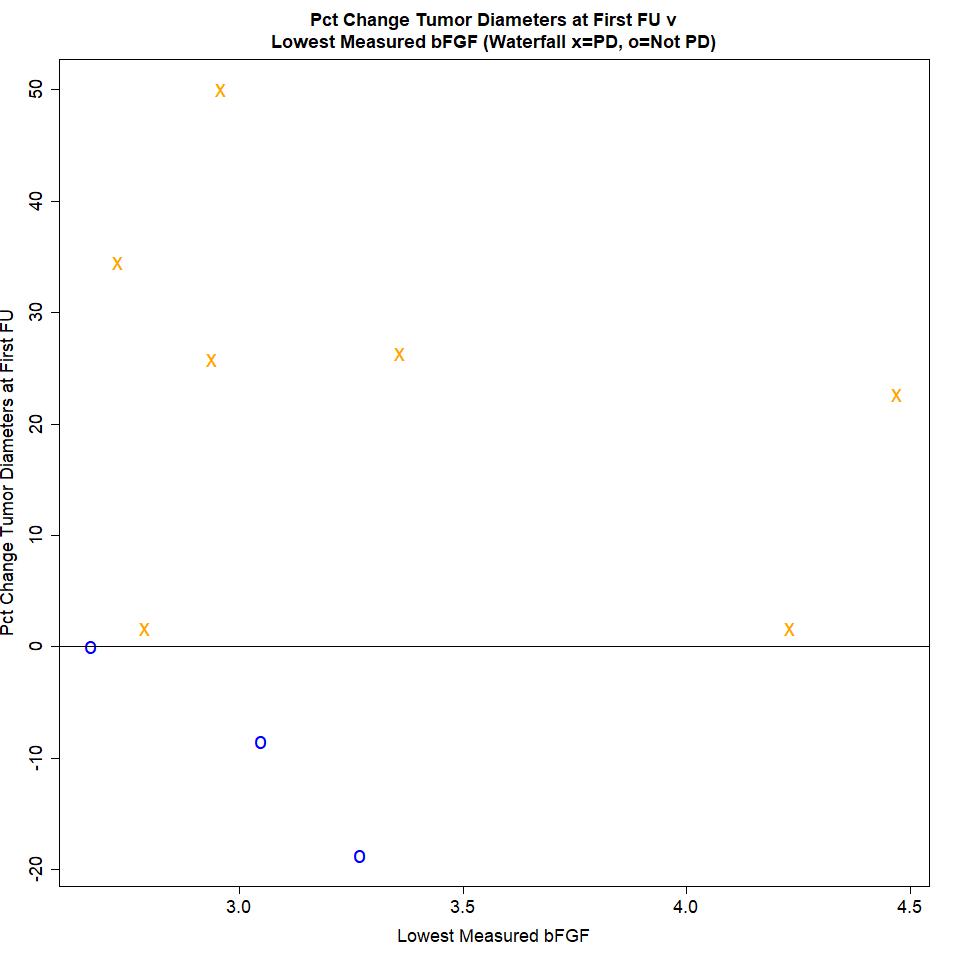 Pct Change Tumor Diameters at First FU v
Lowest Measured bFGF (Waterfall x=PD, o=Not PD)
Pct Change Tumor Diameters at First FU
50
40
30
20
10
0
-10
-20
X
X
X
X
X
X
X
O
O
O
3.0
3.5
4.0
4.5
Lowest Measured bFGF